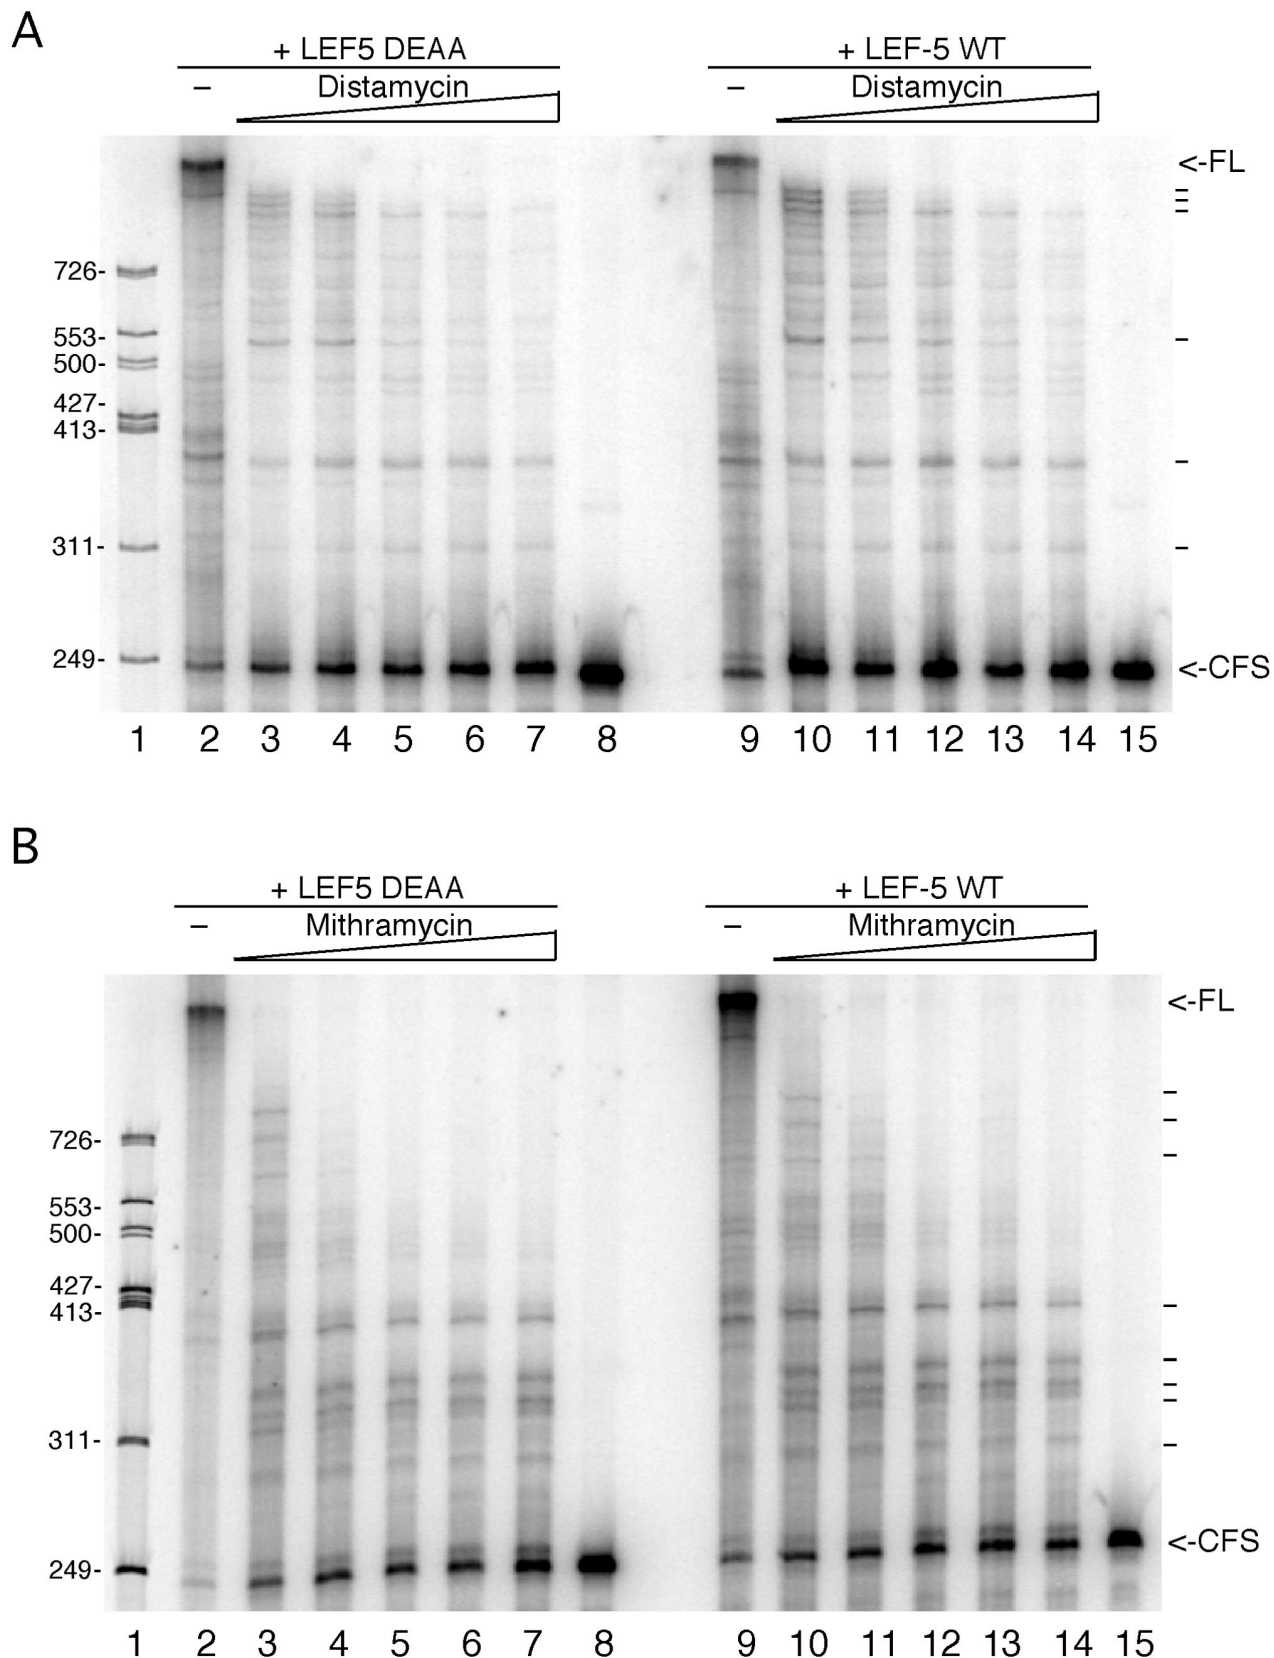 A
+ LEF5 DEAA
+ LEF-5 WT
– Distamycin
– Distamycin
<-FL
726-
553-
500-
427-
413-
311-
249-
<-CFS
1 2 3 4 5 6 7 8 9 10 11 12 13 14 15
B
+ LEF5 DEAA
+ LEF-5 WT
– Mithramycin
– Mithramycin
<-FL
726-
553-
500-
427-
413-
311-
<-CFS
249-
1 2 3 4 5 6 7 8 9 10 11 12 13 14 15